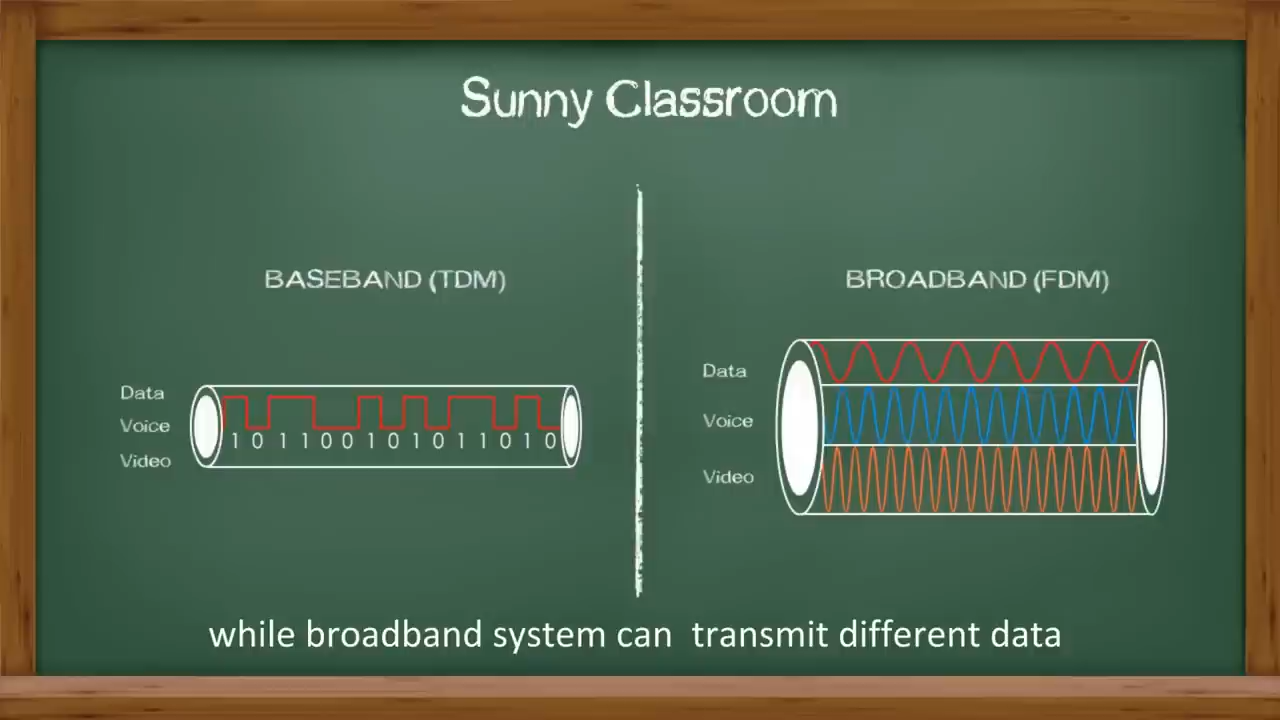 Sunny Classroom
BASEBAND (TDM)
Data
Voice
Video
1 0 1 1 0 0 1 0 1 0 1 1 0 1 0
BROADBAND (FDM)
Data
Voice
Video
while broadband system can transmit different data